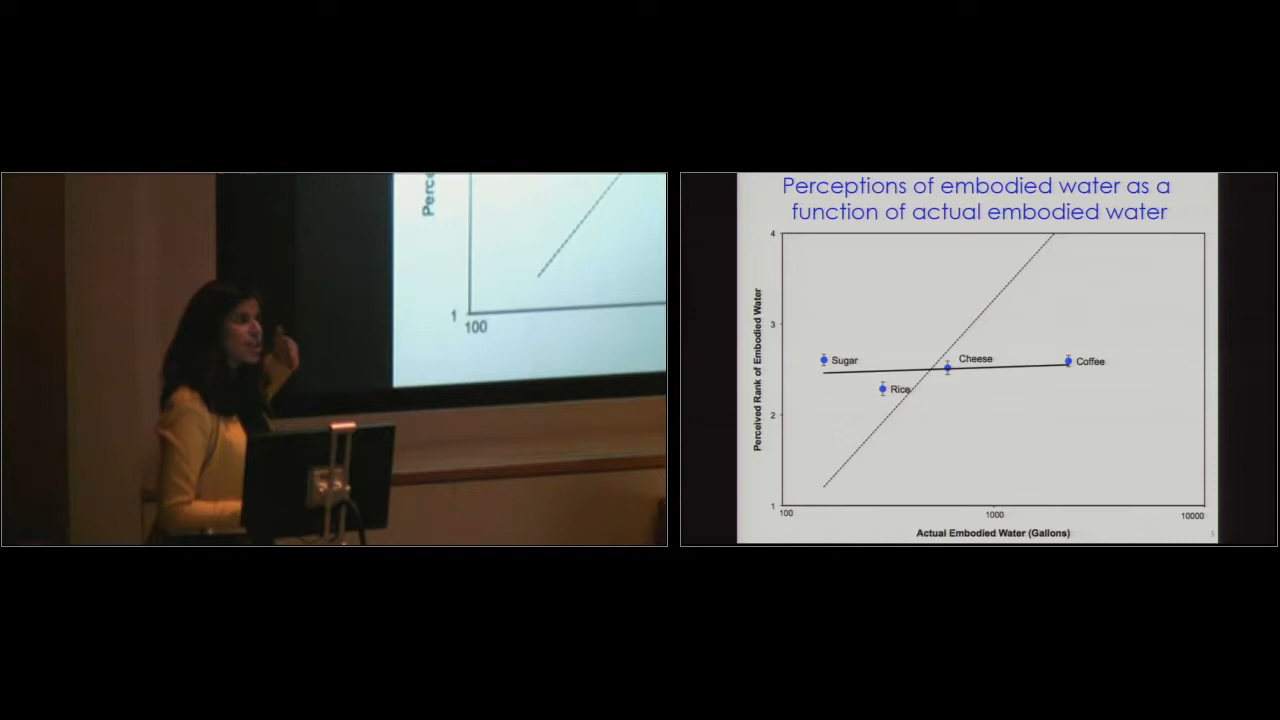 Perce
1
100
Perceptions of embodied water as a
function of actual embodied water
Perceived Rank of Embodied Water
4
3
2
1
Sugar
Rice
Cheese
Coffee
100
1000
10000
Actual Embodied Water (Gallons)